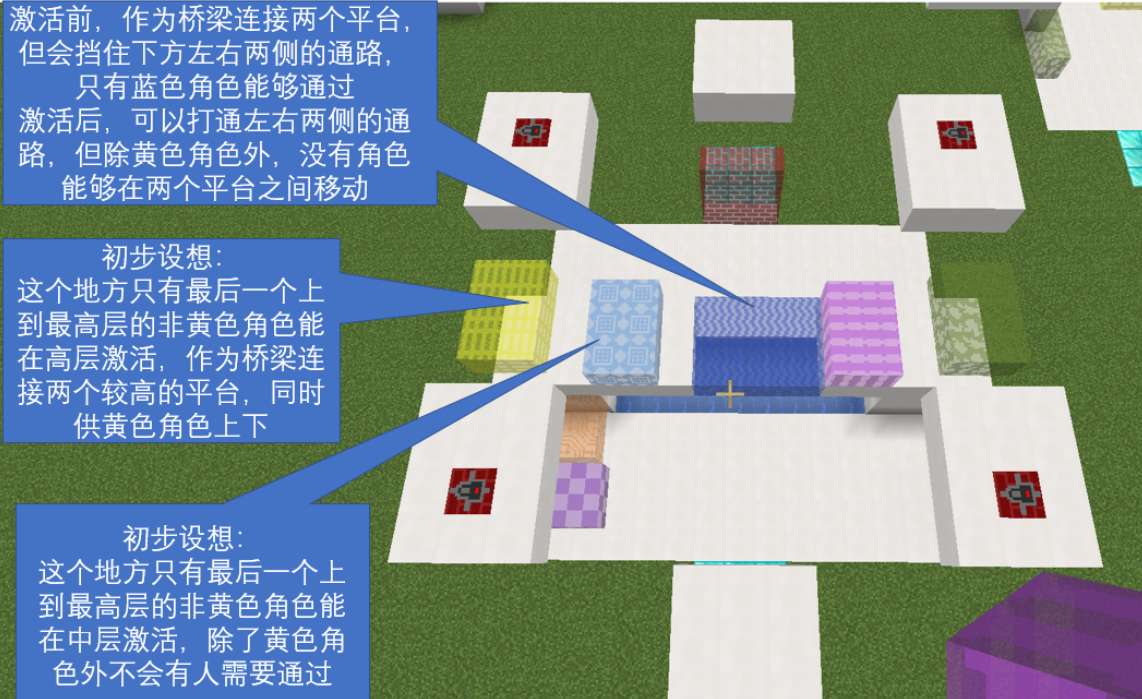 激活前，作为桥梁连接两个平台，
但会挡住下方左右两侧的通路，
只有蓝色角色能够通过
激活后，可以打通左右两侧的通
路，但除黄色角色外，没有角色
能够在两个平台之间移动
初步设想：
这个地方只有最后一个上
到最高层的非黄色角色能
在高层激活，作为桥梁连
接两个较高的平台，同时
供黄色角色上下
初步设想：
这个地方只有最后一个上
到最高层的非黄色角色能
在中层激活，除了黄色角
色外不会有人需要通过